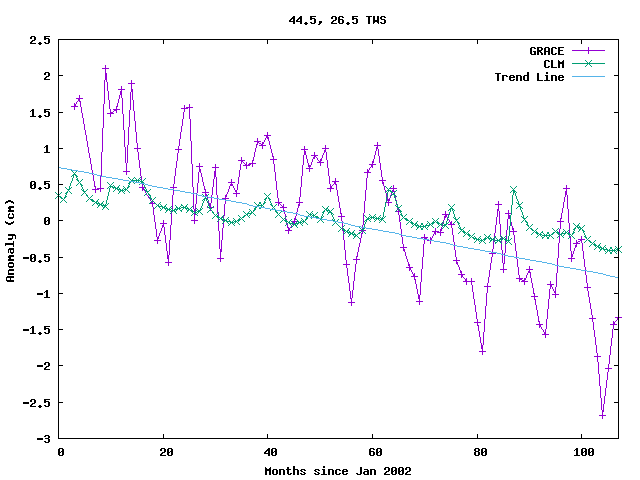 44.5, 26.5 TWS
GRACE
CLM
Trend Line
2.5
2
1.5
1
0.5
0
-0.5
-1
-1.5
-2
-2.5
-3
Anomaly (cm)
0 20 40 60 80 100
Months since Jan 2002